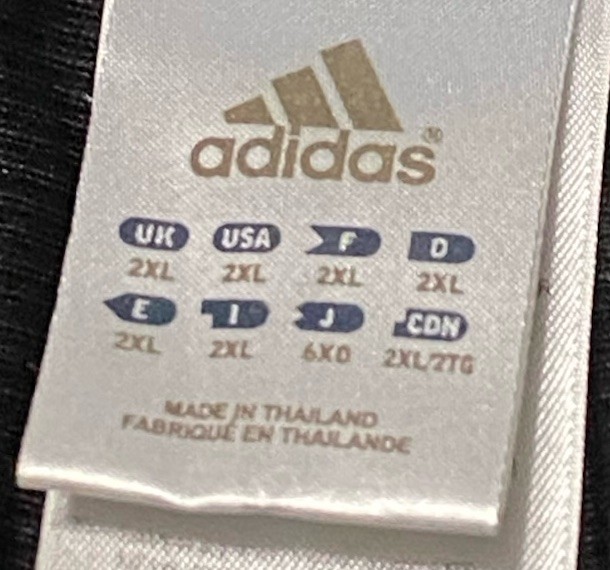 adidas®
UK USA F D
2XL 2XL 2XL 2XL
E I J CDN
2XL 2XL 6XO 2XL/2TG
MADE IN THAILAND
FABRIQUÉ EN THAILANDE